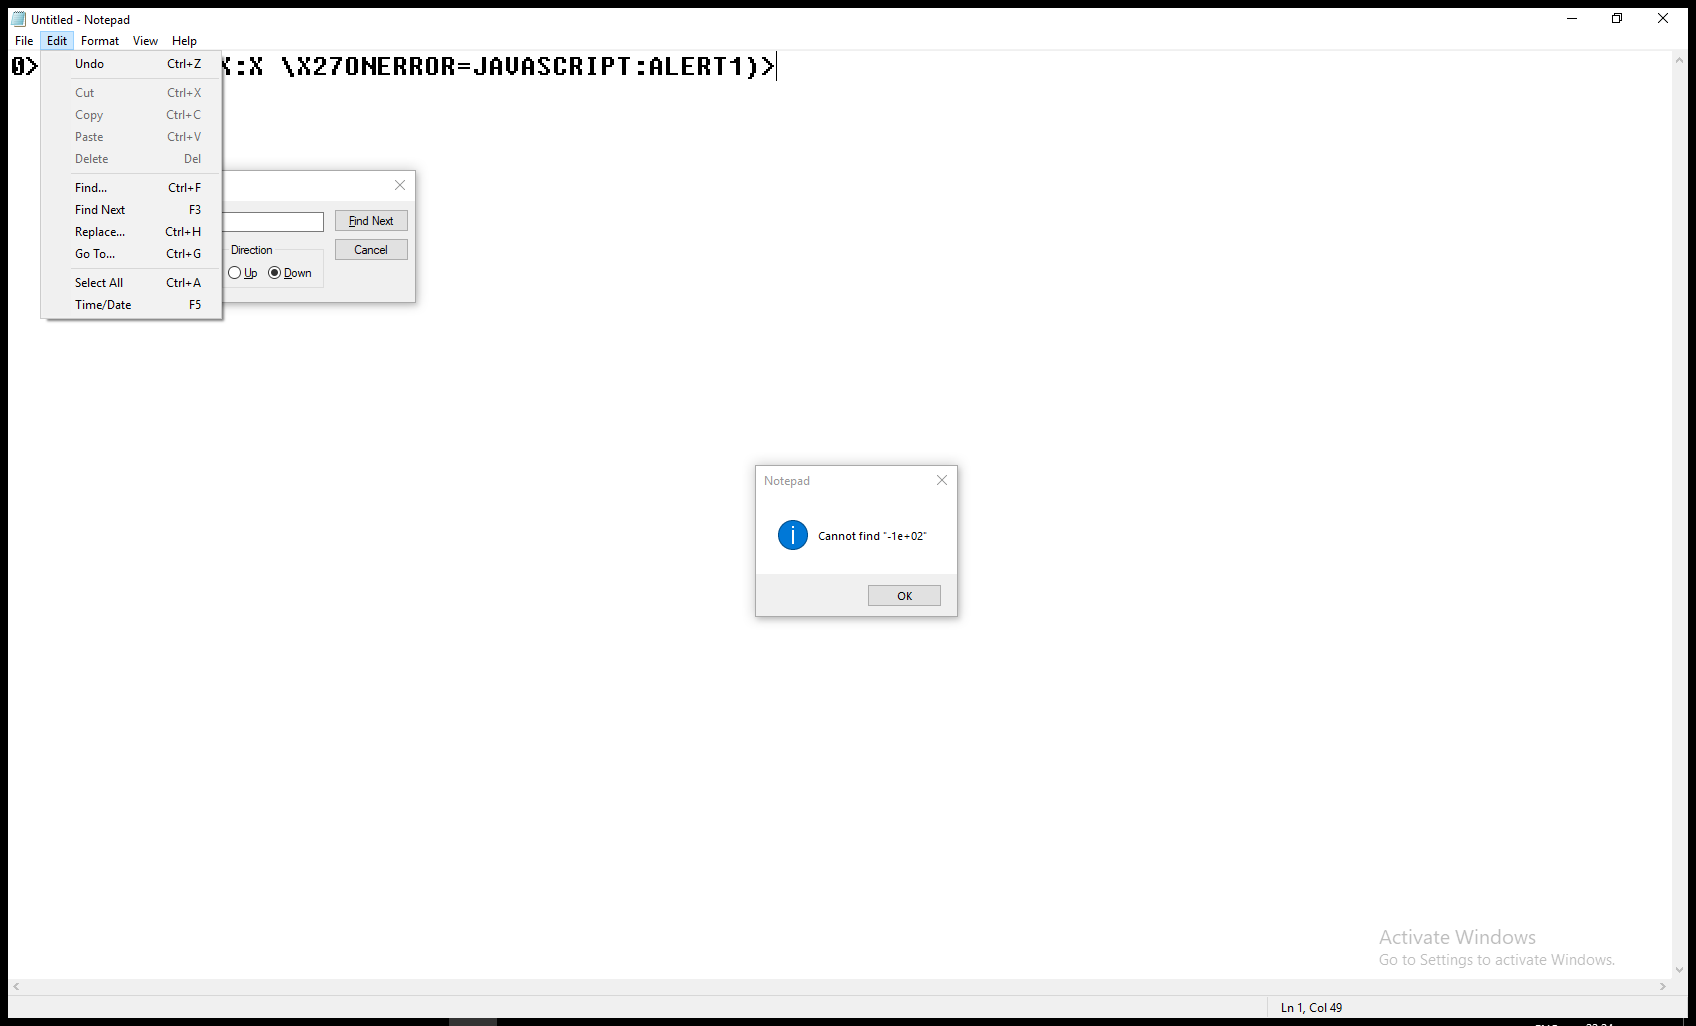 Untitled - Notepad
File Edit Format View Help
0> :X \X27ONERROR=JAVASCRIPT:ALERT1)>
Undo Ctrl+Z
Cut Ctrl+X
Copy Ctrl+C
Paste Ctrl+V
Delete Del
Find... Ctrl+F
Find Next F3
Replace... Ctrl+H
Go To... Ctrl+G
Select All Ctrl+A
Time/Date F5
Find Next
Direction
Cancel
Up Down
Notepad
Cannot find "-1e+02"
OK
Activate Windows
Go to Settings to activate Windows.
Ln 1, Col 49